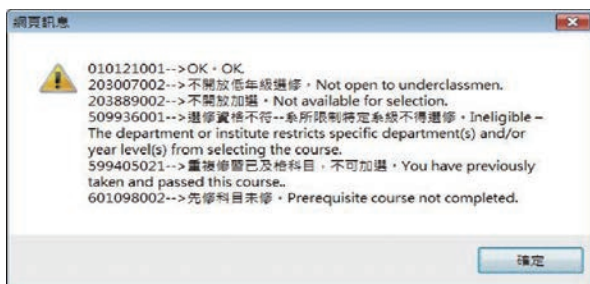 網頁訊息
010121001-->OK，OK.
203007002-->不開放低年級選修，Not open to underclassmen.
203889002-->不開放加選，Not available for selection.
509936001-->選修資格不符--系所限制特定系級不得選修，Ineligible –
The department or institute restricts specific department(s) and/or
year level(s) from selecting the course.
599405021-->重複修習已及格科目，不可加選，You have previously
taken and passed this course..
601098002-->先修科目未修，Prerequisite course not completed.
確定